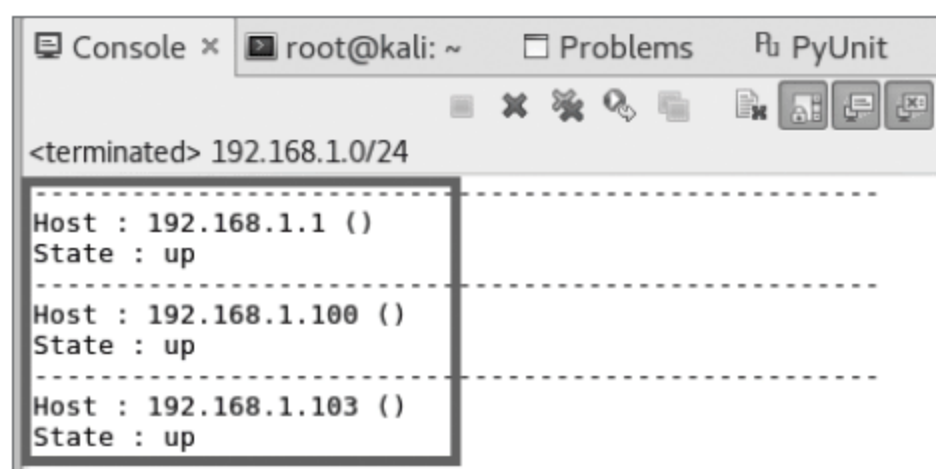 Console root@kali: ~ Problems PyUnit
<terminated> 192.168.1.0/24
----------------------------------------------------
Host : 192.168.1.1 ()
State : up
----------------------------------------------------
Host : 192.168.1.100 ()
State : up
----------------------------------------------------
Host : 192.168.1.103 ()
State : up